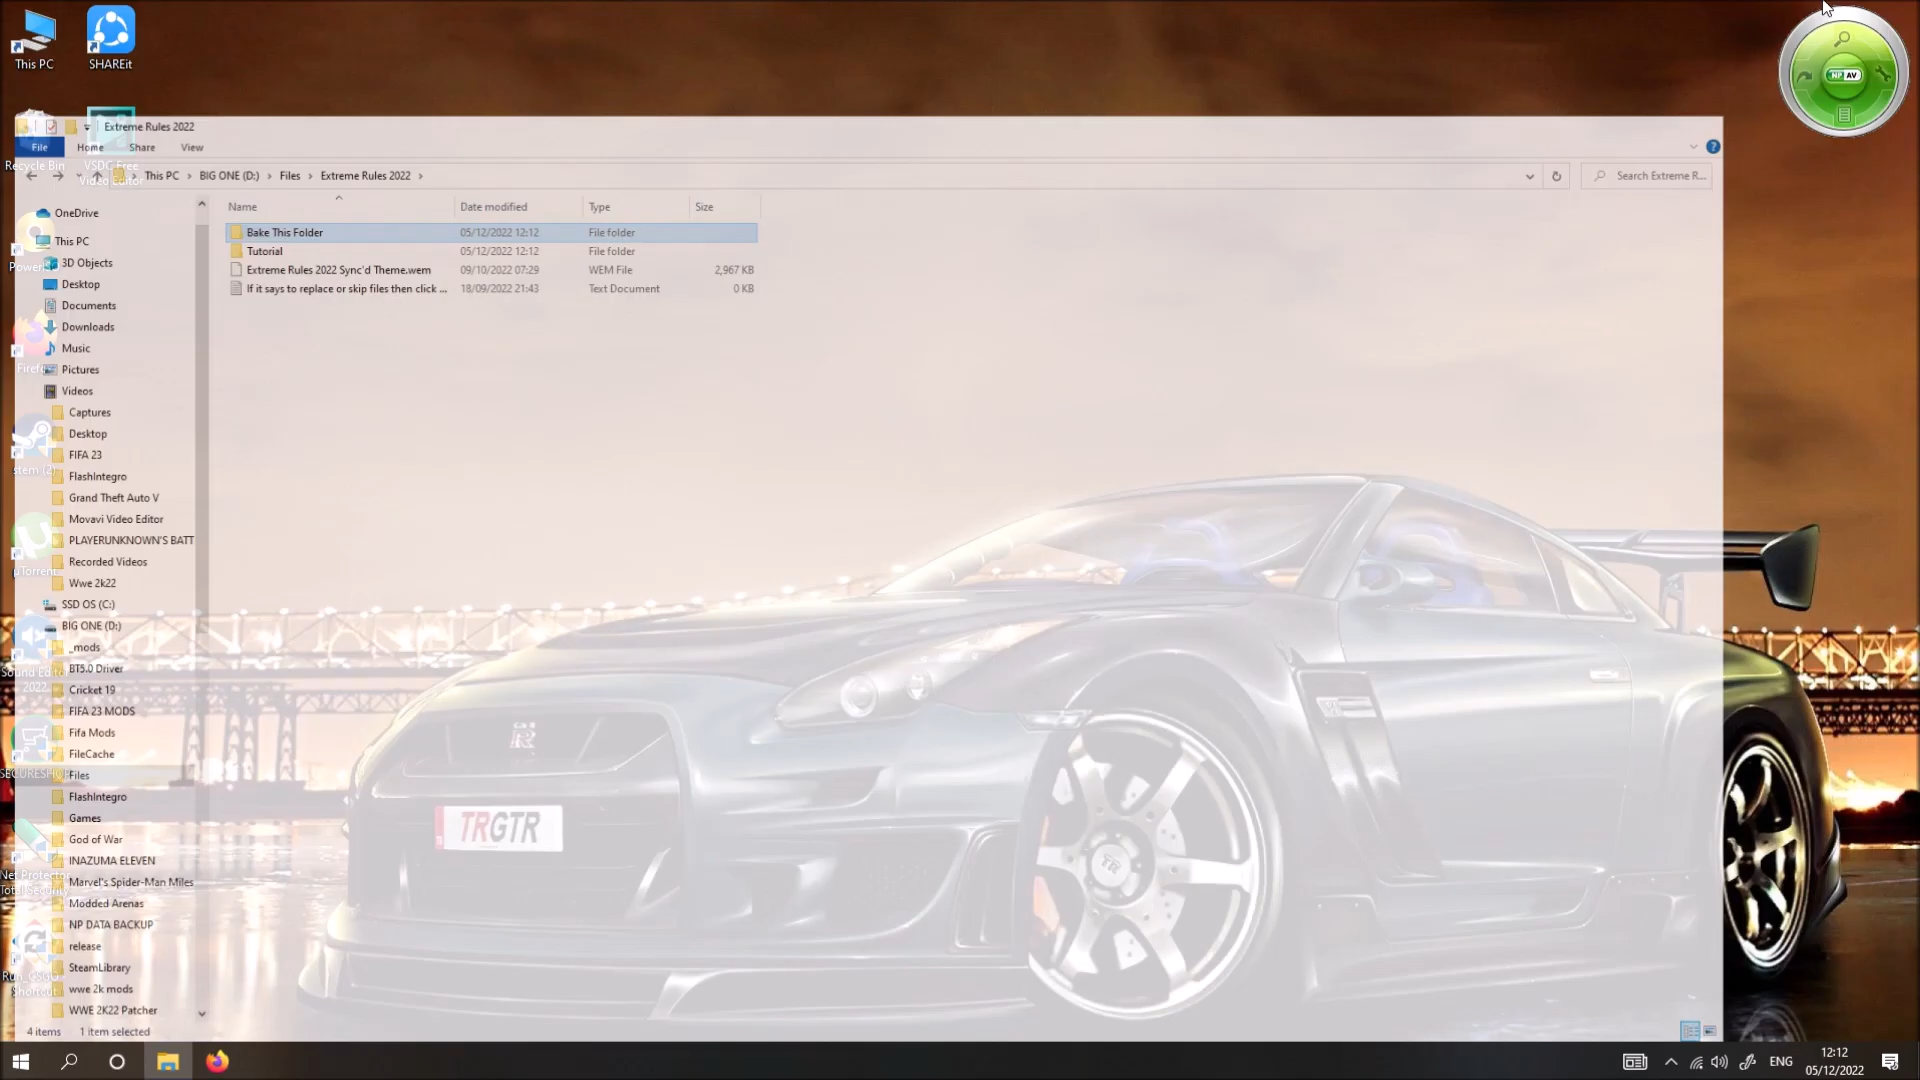 This PC
SHAREit
NP AV
Extreme Rules 2022
File
Home
Share
View
Recycle Bin
VSDC Free
Video Editor
This PC
BIG ONE (D:)
Files
Extreme Rules 2022
Search Extreme R...
Name
Date modified
Type
Size
Bake This Folder
05/12/2022 12:12
File folder
Tutorial
05/12/2022 12:12
File folder
Extreme Rules 2022 Sync'd Theme.wem
09/10/2022 07:29
WEM File
2,967 KB
If it says to replace or skip files then click ...
18/09/2022 21:43
Text Document
0 KB
OneDrive
This PC
3D Objects
Desktop
Documents
Downloads
Music
Pictures
Videos
Captures
Desktop
FIFA 23
FlashIntegro
Grand Theft Auto V
Movavi Video Editor
PLAYERUNKNOWN'S BATT
Recorded Videos
Wwe 2k22
SSD OS (C:)
BIG ONE (D:)
_mods
BT5.0 Driver
Cricket 19
FIFA 23 MODS
Fifa Mods
FileCache
Files
FlashIntegro
Games
God of War
INAZUMA ELEVEN
Marvel's Spider-Man Miles
Modded Arenas
NP DATA BACKUP
release
SteamLibrary
wwe 2k mods
WWE 2K22 Patcher
stem (2)
µTorrent
2022
Net Protector
Total Security
Shortcut
TRGTR
4 items
1 item selected
ENG
12:12
05/12/2022